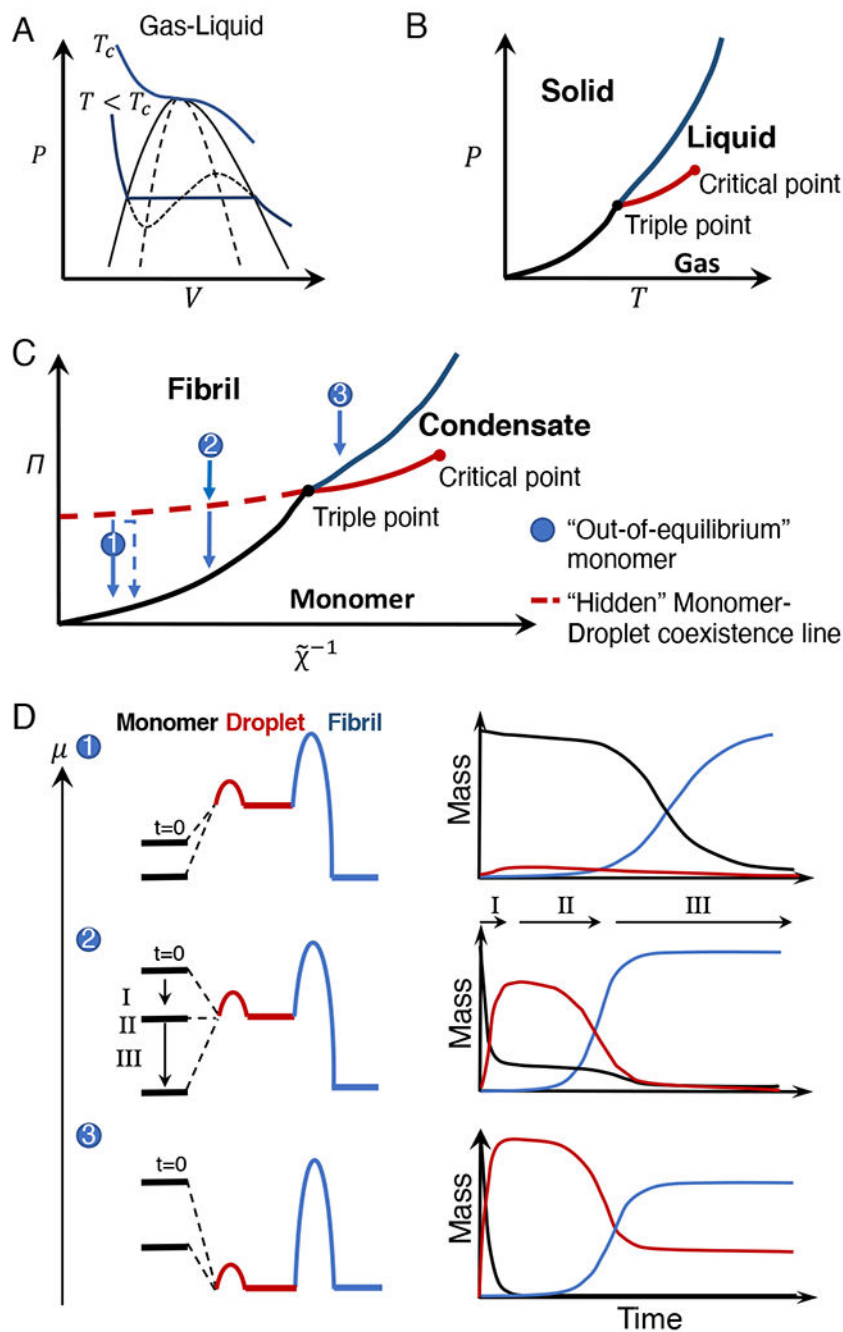 A
Gas-Liquid
T_c
T < T_c
P
V
B
Solid
Liquid
P
Critical point
Triple point
Gas
T
C
Fibril
3
2
Condensate
Π
Critical point
Triple point
1
"Out-of-equilibrium"
monomer
Monomer
"Hidden" Monomer-
Droplet coexistence line
χ̃⁻¹
D
Monomer Droplet Fibril
μ
1
t=0
Mass
I II III
2
t=0
I
II
III
Mass
3
t=0
Mass
Time